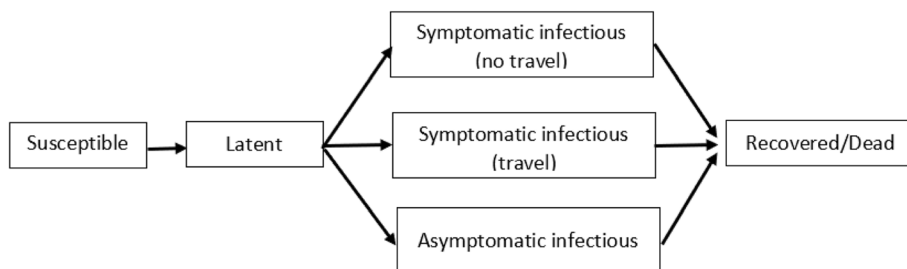 Symptomatic infectious
(no travel)
Susceptible
Latent
Symptomatic infectious
(travel)
Recovered/Dead
Asymptomatic infectious